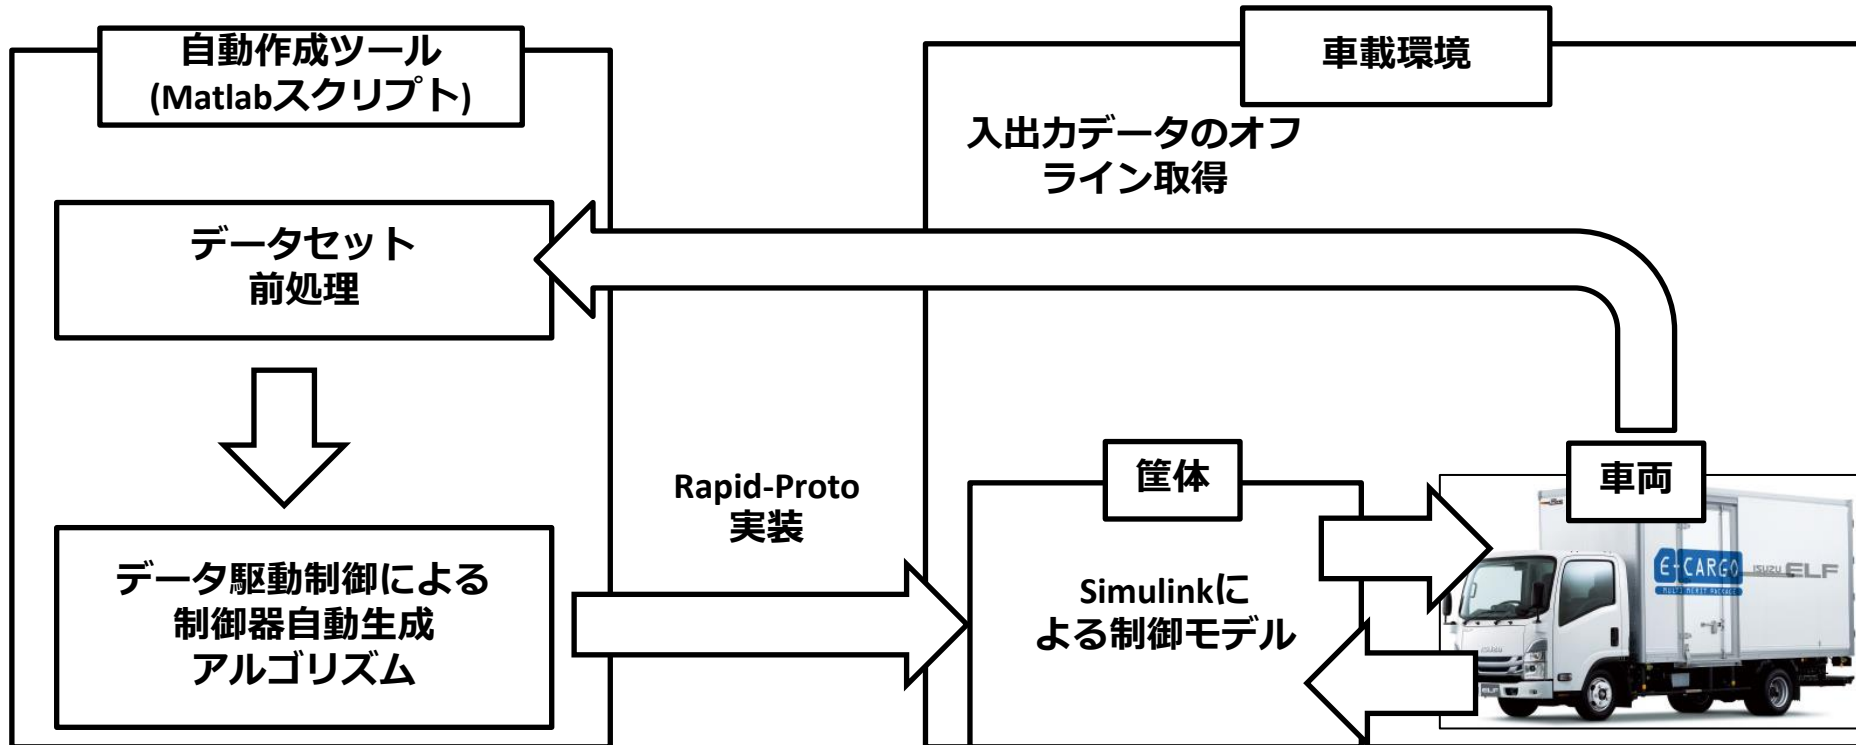 自動作成ツール
(Matlabスクリプト)
車載環境
入出力データのオフ
ライン取得
データセット
前処理
Rapid-Proto
実装
筐体
車両
データ駆動制御による
制御器自動生成
アルゴリズム
Simulinkに
よる制御モデル
E-CARGO
MULTI MERIT PACKAGE
ISUZU ELF
ELF